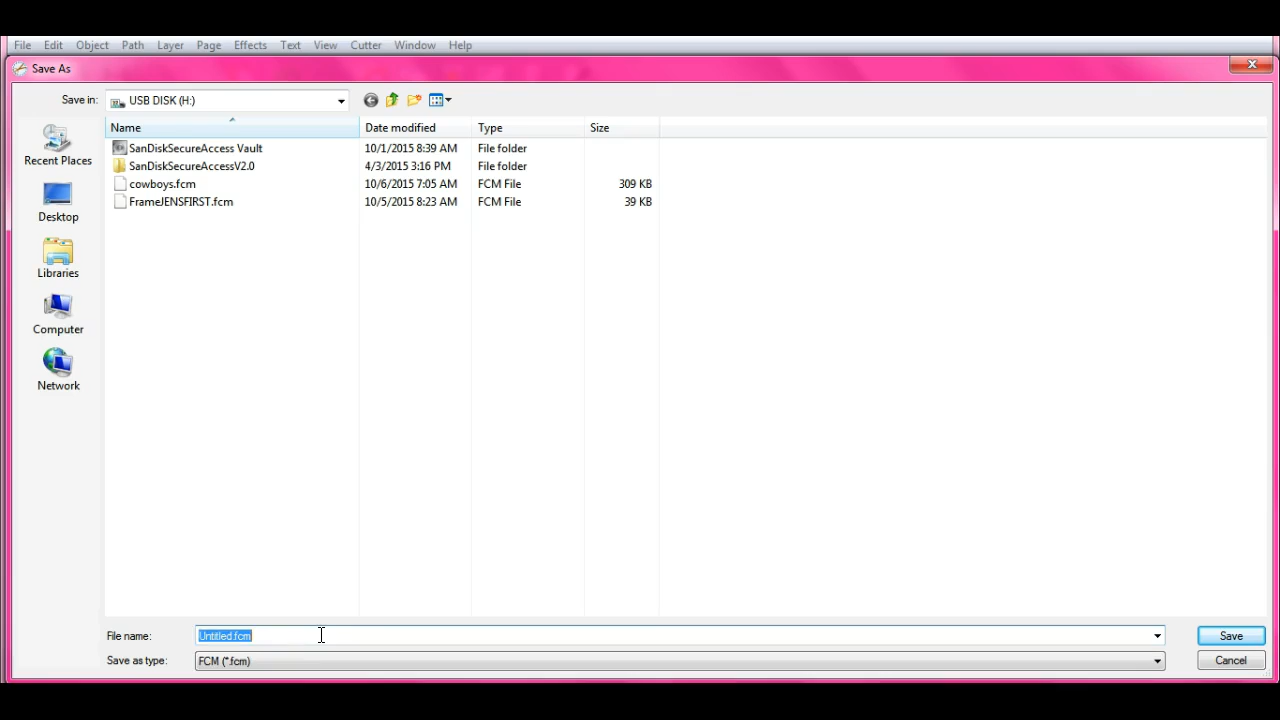 File Edit Object Path Layer Page Effects Text View Cutter Window Help
Save As
Save in: USB DISK (H:)
Name Date modified Type Size
SanDiskSecureAccess Vault 10/1/2015 8:39 AM File folder
SanDiskSecureAccessV2.0 4/3/2015 3:16 PM File folder
cowboys.fcm 10/6/2015 7:05 AM FCM File 309 KB
FrameJENSFIRST.fcm 10/5/2015 8:23 AM FCM File 39 KB
Recent Places
Desktop
Libraries
Computer
Network
File name: Untitled.fcm Save
Save as type: FCM (*.fcm) Cancel